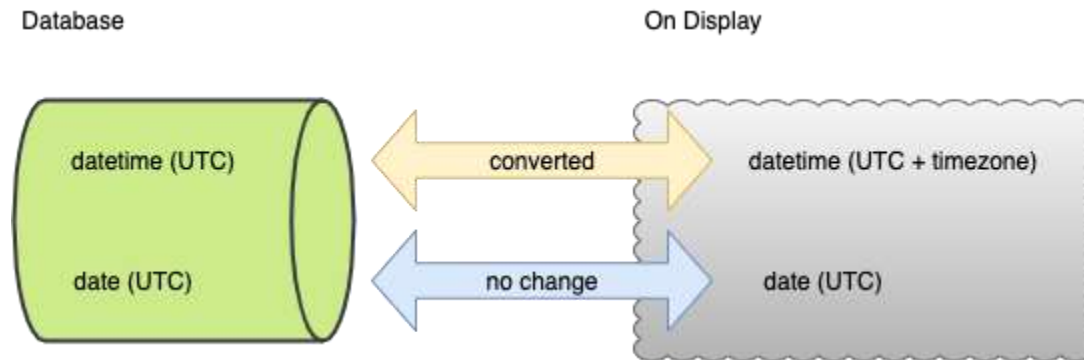 Database
On Display
datetime (UTC)
converted
datetime (UTC + timezone)
date (UTC)
no change
date (UTC)